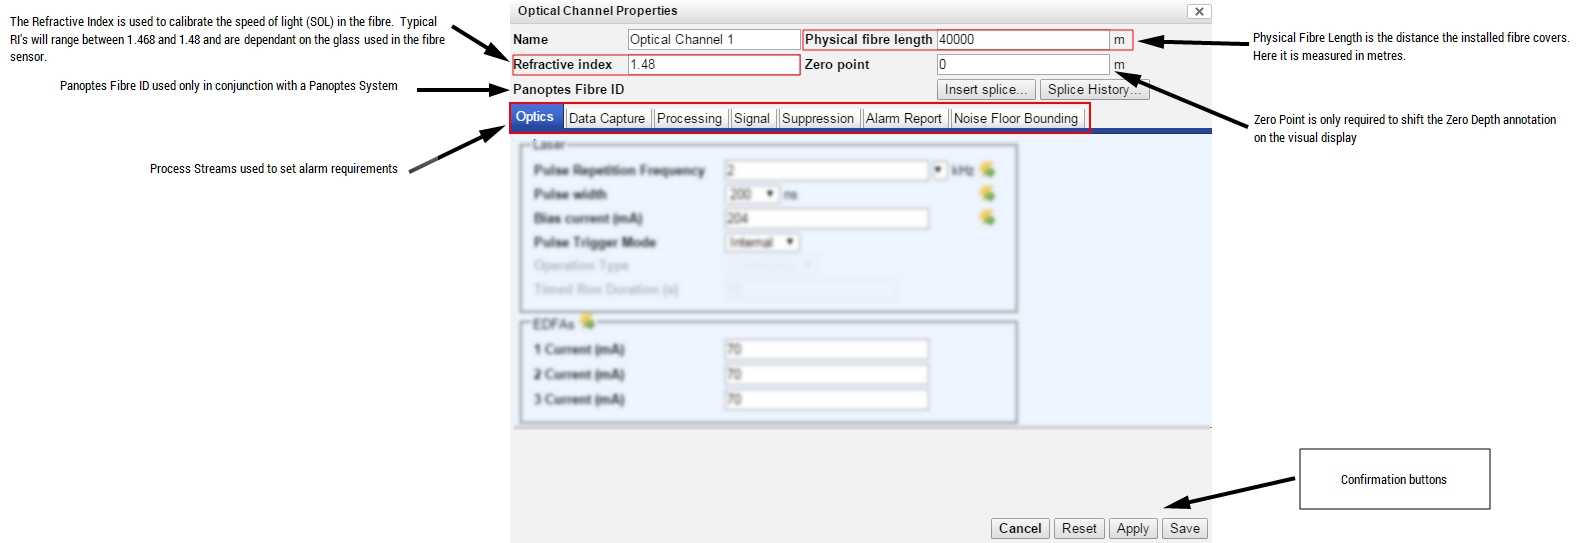 The Refractive Index is used to calibrate the speed of light (SOL) in the fibre. Typical
RI's will range between 1.468 and 1.48 and are dependant on the glass used in the fibre
sensor.
Panoptes Fibre ID used only in conjunction with a Panoptes System
Process Streams used to set alarm requirements
Optical Channel Properties
Name Optical Channel 1 Physical fibre length 40000 m
Refractive index 1.48 Zero point 0 m
Panoptes Fibre ID Insert splice... Splice History...
Optics Data Capture Processing Signal Suppression Alarm Report Noise Floor Bounding
Laser
Pulse Repetition Frequency 2 kHz
Pulse width 200 ns
Bias current (mA) 204
Pulse Trigger Mode Internal
Operation Type
Timed Run Duration (s)
EDFAs
1 Current (mA) 70
2 Current (mA) 70
3 Current (mA) 70
Cancel Reset Apply Save
Physical Fibre Length is the distance the installed fibre covers.
Here it is measured in metres.
Zero Point is only required to shift the Zero Depth annotation
on the visual display
Confirmation buttons